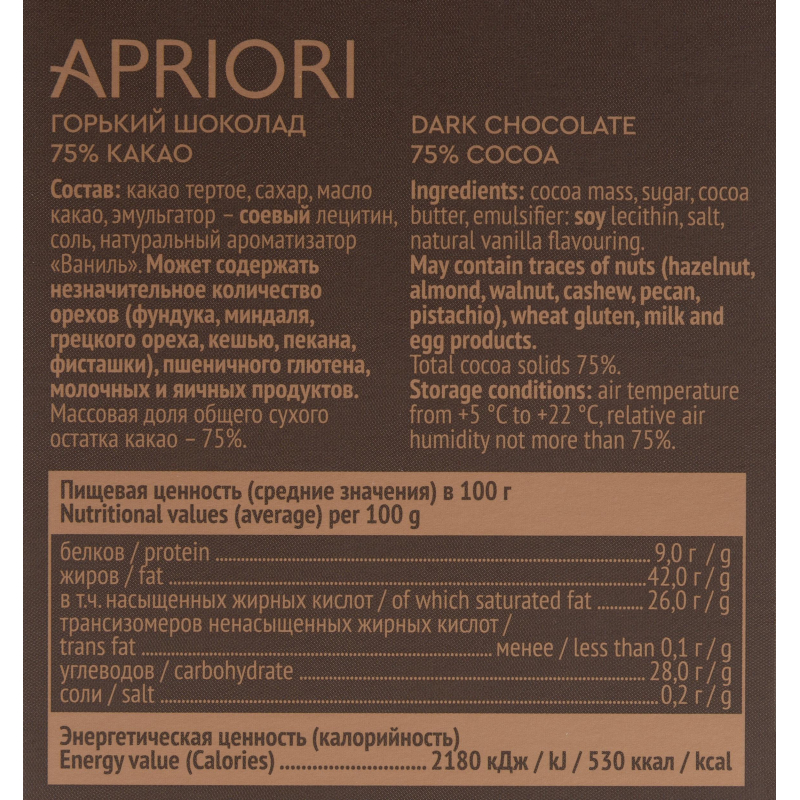 APRIORI
ГОРЬКИЙ ШОКОЛАД
75% КАКАО
Состав: какао тертое, сахар, масло
какао, эмульгатор – соевый лецитин,
соль, натуральный ароматизатор
«Ваниль». Может содержать
незначительное количество
орехов (фундука, миндаля,
грецкого ореха, кешью, пекана,
фисташки), пшеничного глютена,
молочных и яичных продуктов.
Массовая доля общего сухого
остатка какао – 75%.
DARK CHOCOLATE
75% COCOA
Ingredients: cocoa mass, sugar, cocoa
butter, emulsifier: soy lecithin, salt,
natural vanilla flavouring.
May contain traces of nuts (hazelnut,
almond, walnut, cashew, pecan,
pistachio), wheat gluten, milk and
egg products.
Total cocoa solids 75%.
Storage conditions: air temperature
from +5 °C to +22 °C, relative air
humidity not more than 75%.
Пищевая ценность (средние значения) в 100 г
Nutritional values (average) per 100 g
белков / protein ........ 9,0 г / g
жиров / fat ........ 42,0 г / g
в т.ч. насыщенных жирных кислот / of which saturated fat ........ 26,0 г / g
трансизомеров ненасыщенных жирных кислот /
trans fat ........ менее / less than 0,1 г / g
углеводов / carbohydrate ........ 28,0 г / g
соли / salt ........ 0,2 г / g
Энергетическая ценность (калорийность)
Energy value (Calories) ........ 2180 кДж / kJ / 530 ккал / kcal